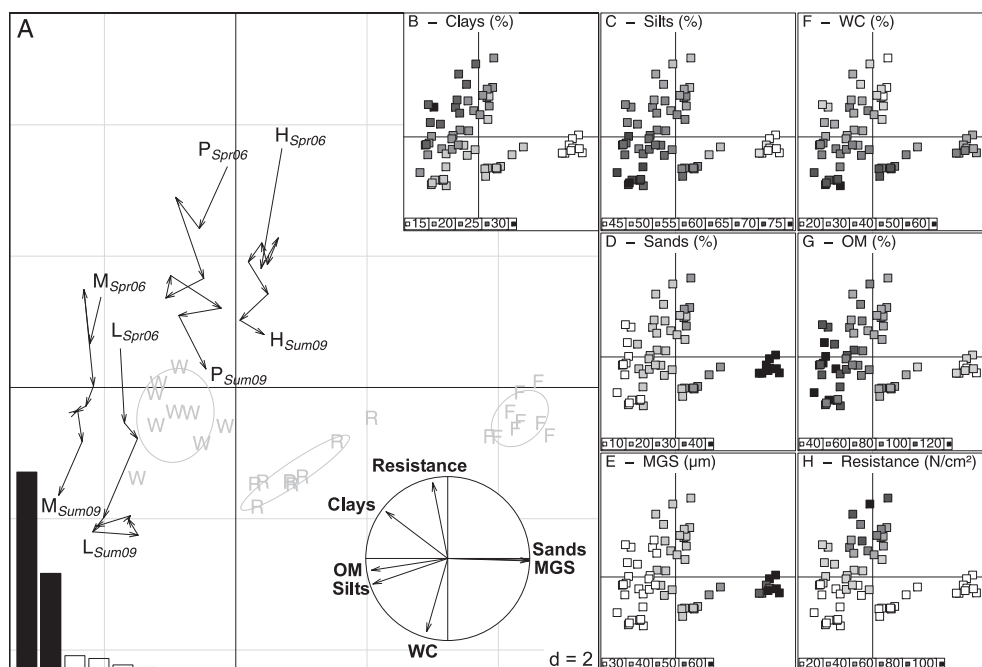 A
B – Clays (%)
C – Silts (%)
F – WC (%)
15 20 25 30
45 50 55 60 65 70 75
20 30 40 50 60
D – Sands (%)
G – OM (%)
10 20 30 40
40 60 80 100 120
E – MGS (µm)
H – Resistance (N/cm²)
30 40 50 60
20 40 60 80 100
H Spr06
P Spr06
M Spr06
L Spr06
H Sum09
P Sum09
M Sum09
L Sum09
W
W W
W W W
W W
W
W
R
R
R
R R R R
R
F
F F
F F F
F F F
Resistance
Clays
Sands
OM MGS
Silts
WC
d = 2